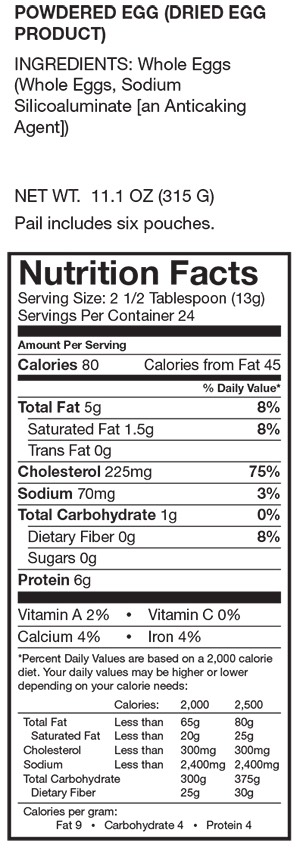 POWDERED EGG (DRIED EGG
PRODUCT)
INGREDIENTS: Whole Eggs
(Whole Eggs, Sodium
Silicoaluminate [an Anticaking
Agent])
NET WT.  11.1 OZ (315 G)
Pail includes six pouches.
Nutrition Facts
Serving Size: 2 1/2 Tablespoon (13g)
Servings Per Container 24
Amount Per Serving
Calories 80 Calories from Fat 45
% Daily Value*
Total Fat 5g 8%
Saturated Fat 1.5g 8%
Trans Fat 0g
Cholesterol 225mg 75%
Sodium 70mg 3%
Total Carbohydrate 1g 0%
Dietary Fiber 0g 8%
Sugars 0g
Protein 6g
Vitamin A 2% • Vitamin C 0%
Calcium 4% • Iron 4%
*Percent Daily Values are based on a 2,000 calorie
diet. Your daily values may be higher or lower
depending on your calorie needs:
Calories: 2,000 2,500
Total Fat Less than 65g 80g
Saturated Fat Less than 20g 25g
Cholesterol Less than 300mg 300mg
Sodium Less than 2,400mg 2,400mg
Total Carbohydrate 300g 375g
Dietary Fiber 25g 30g
Calories per gram:
Fat 9 • Carbohydrate 4 • Protein 4